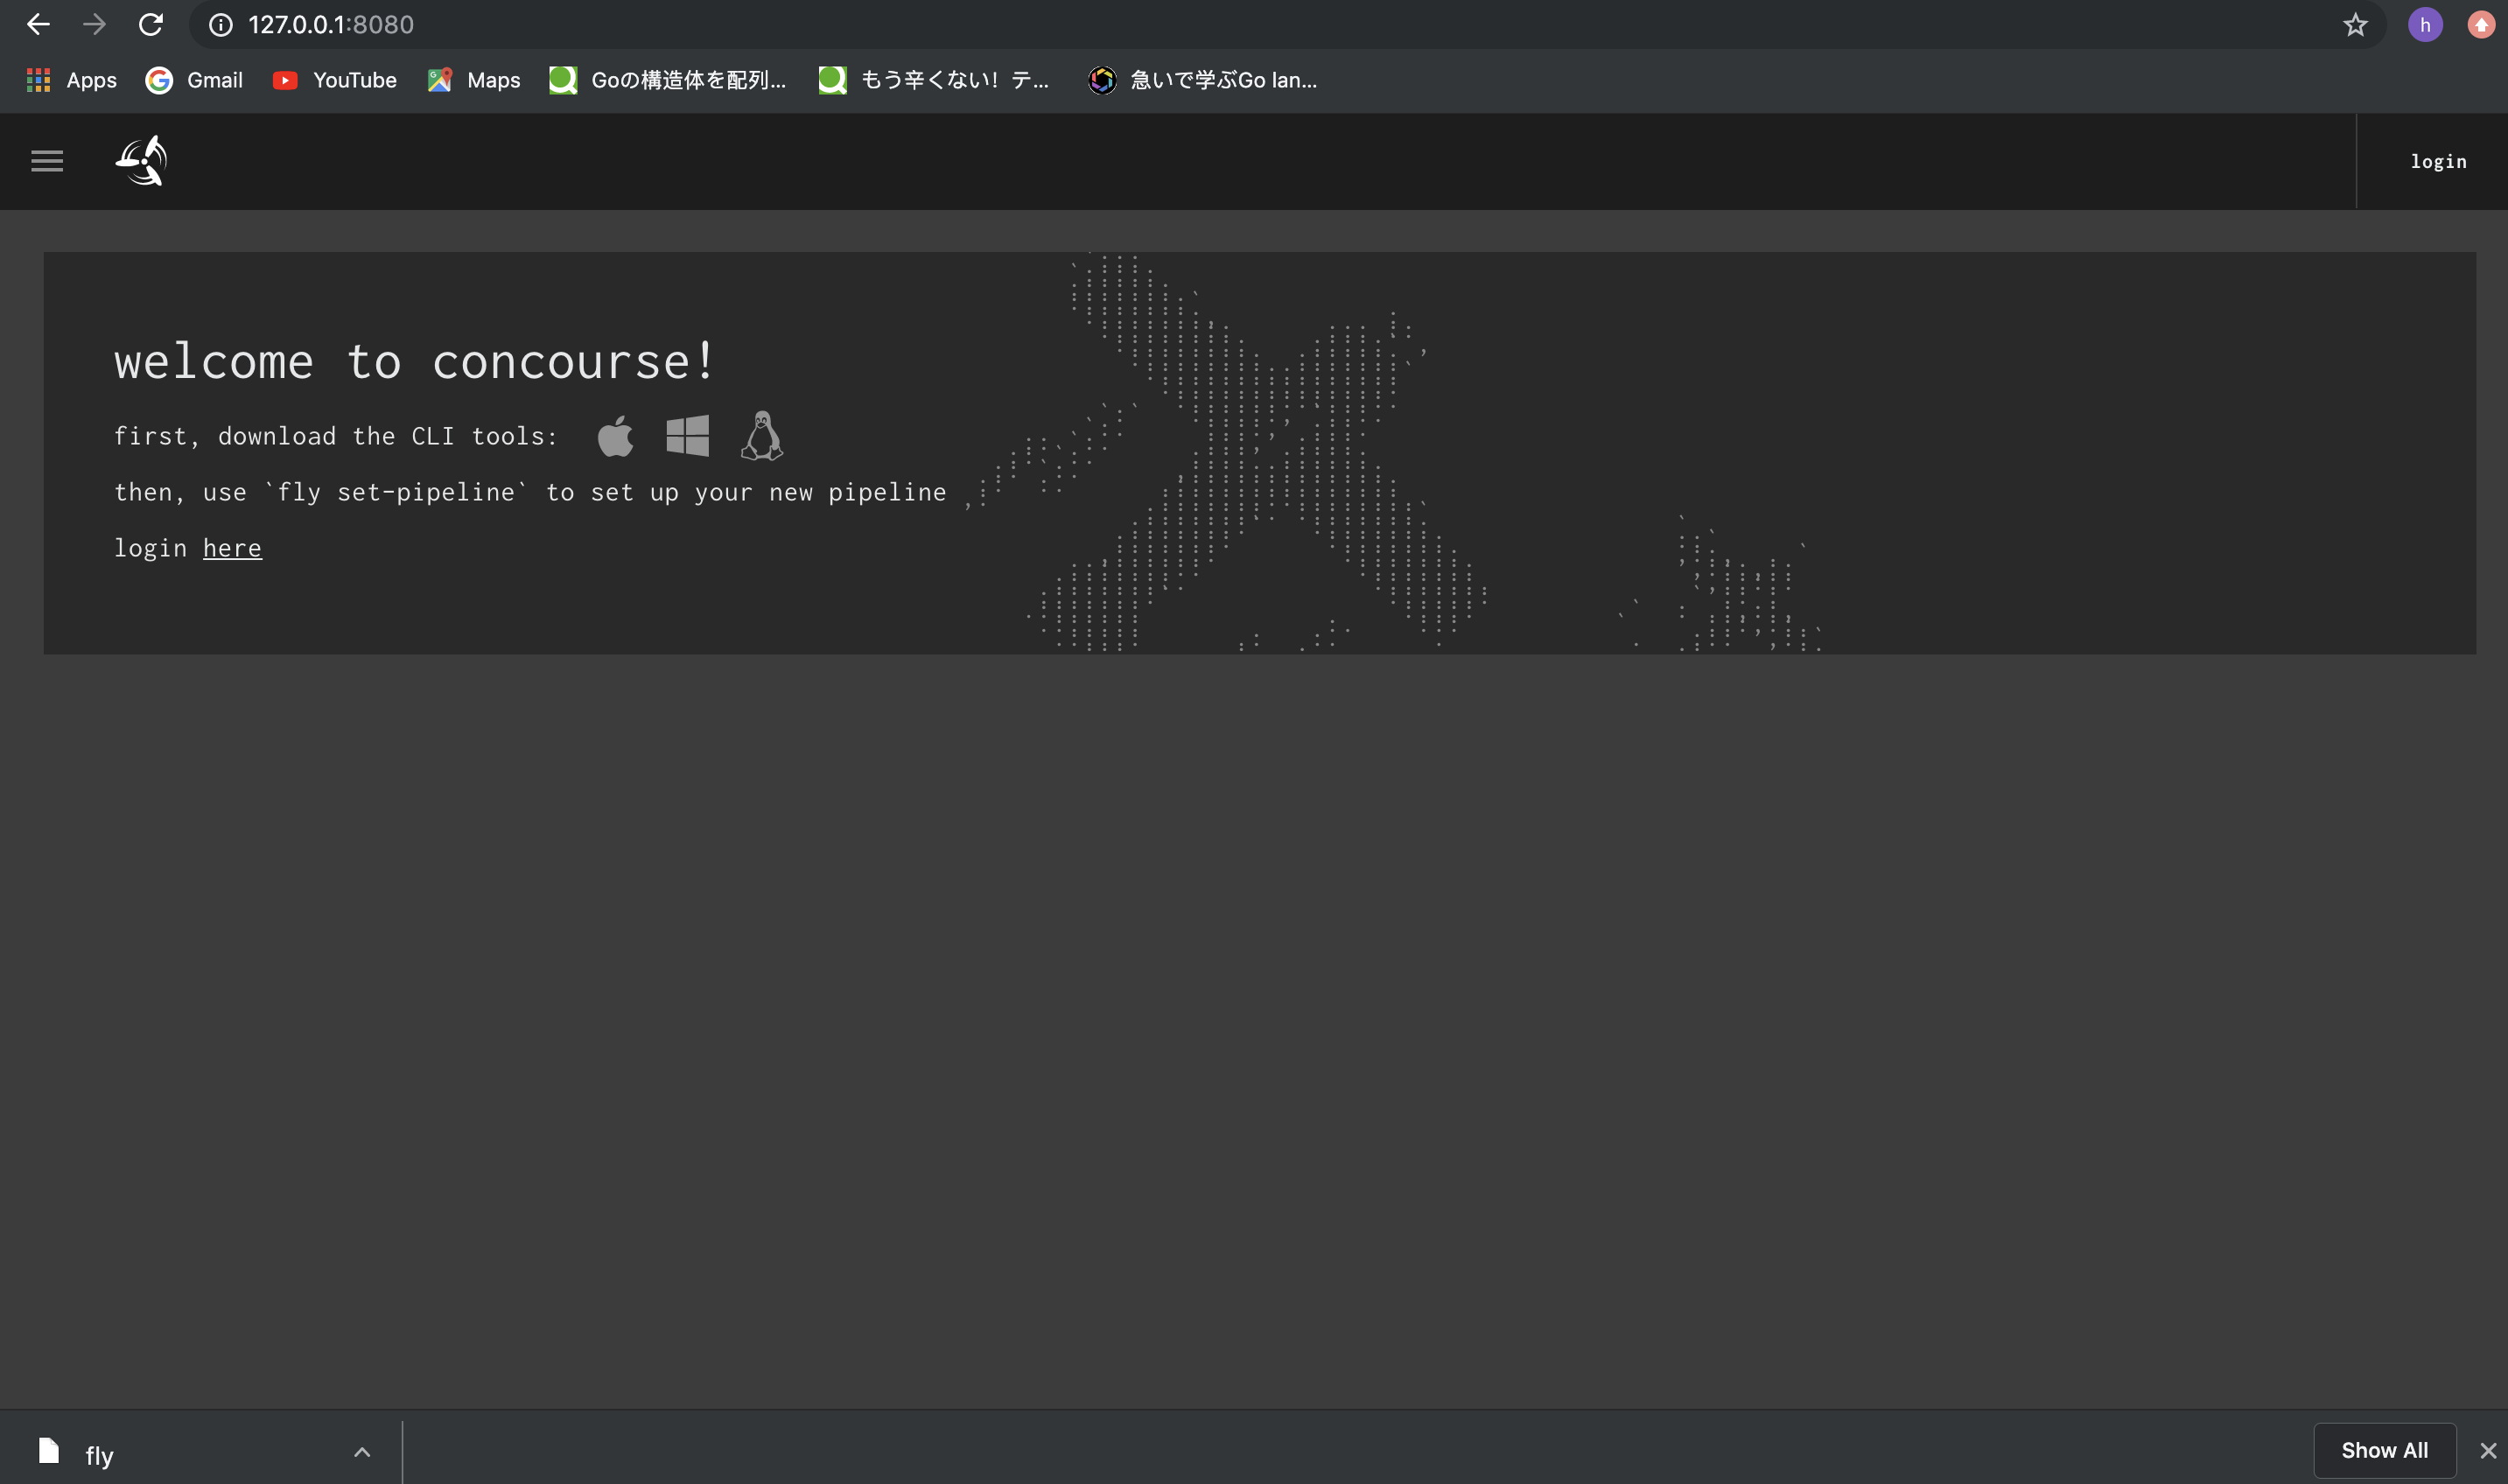 127.0.0.1:8080
h
Apps Gmail YouTube Maps Goの構造体を配列... もう辛くない！テ... 急いで学ぶGo lan...
login
welcome to concourse!
first, download the CLI tools:
then, use `fly set-pipeline` to set up your new pipeline
login here
fly
Show All